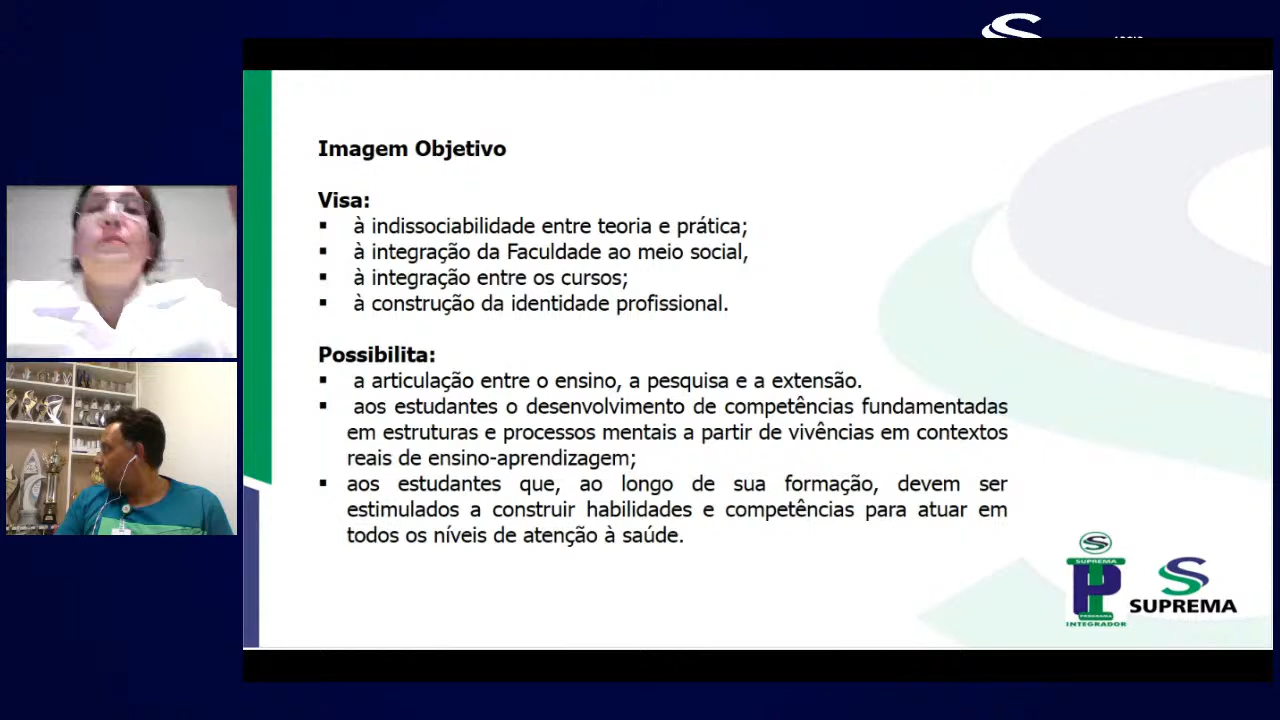 Imagem Objetivo
Visa:
▪ à indissociabilidade entre teoria e prática;
▪ à integração da Faculdade ao meio social,
▪ à integração entre os cursos;
▪ à construção da identidade profissional.
Possibilita:
▪ a articulação entre o ensino, a pesquisa e a extensão.
▪ aos estudantes o desenvolvimento de competências fundamentadas
em estruturas e processos mentais a partir de vivências em contextos
reais de ensino-aprendizagem;
▪ aos estudantes que, ao longo de sua formação, devem ser
estimulados a construir habilidades e competências para atuar em
todos os níveis de atenção à saúde.
SUPREMA
PROGRAMA
INTEGRADOR
SUPREMA